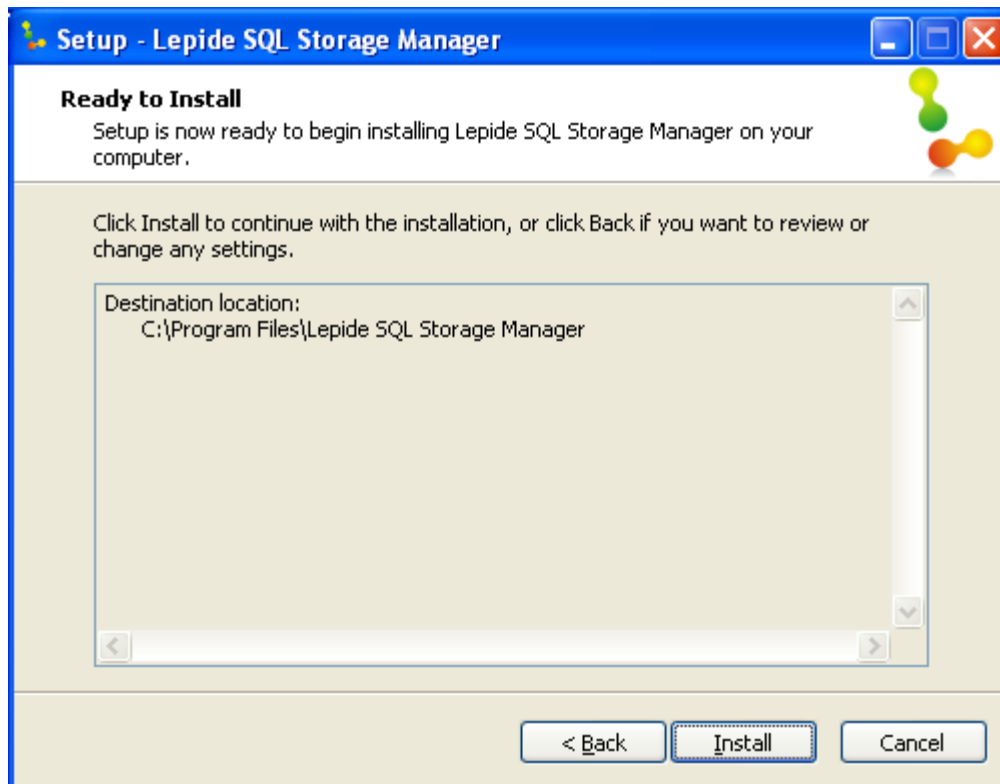 Setup - Lepide SQL Storage Manager
Ready to Install
Setup is now ready to begin installing Lepide SQL Storage Manager on your
computer.
Click Install to continue with the installation, or click Back if you want to review or
change any settings.
Destination location:
C:\Program Files\Lepide SQL Storage Manager
< Back
Install
Cancel